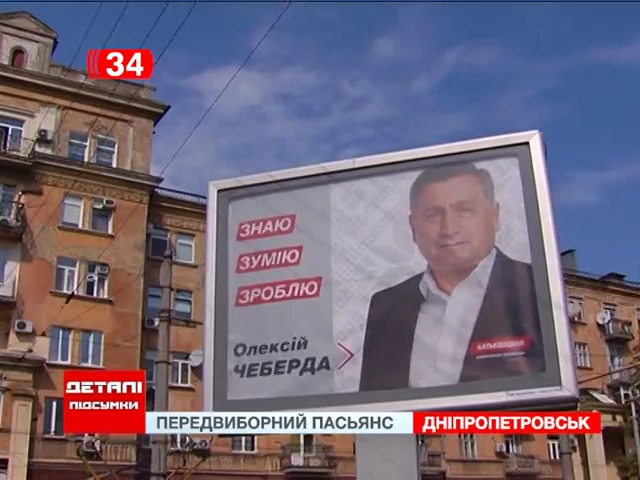 34
ЗНАЮ
ЗУМІЮ
ЗРОБЛЮ
Олексій
ЧЕБЕРДА
БАТЬКІВЩИНА
ДЕТАЛІ
ПІДСУМКИ
ПЕРЕДВИБОРНИЙ ПАСЬЯНС
ДНІПРОПЕТРОВСЬК